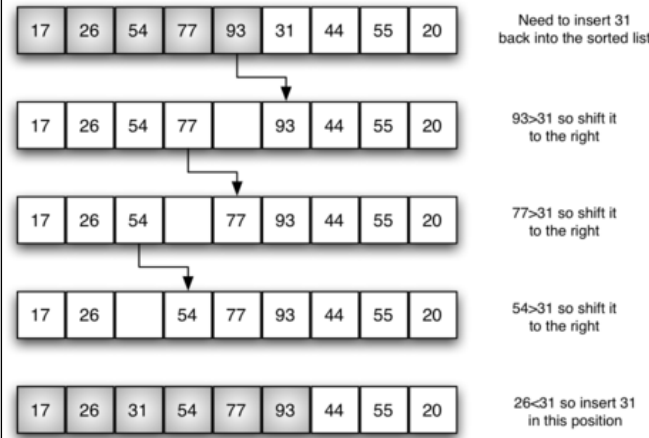 17 26 54 77 93 31 44 55 20
Need to insert 31
back into the sorted list
17 26 54 77 93 44 55 20
93>31 so shift it
to the right
17 26 54 77 93 44 55 20
77>31 so shift it
to the right
17 26 54 77 93 44 55 20
54>31 so shift it
to the right
17 26 31 54 77 93 44 55 20
26<31 so insert 31
in this position